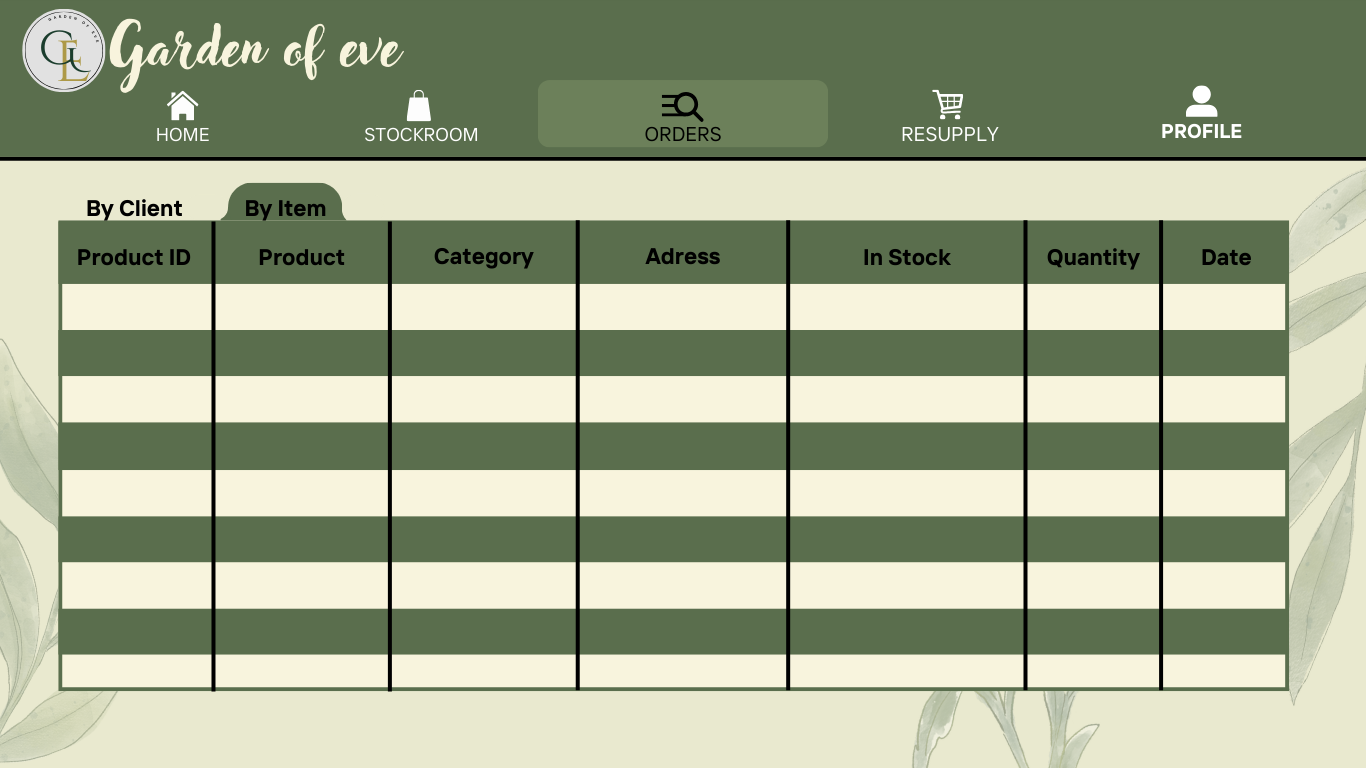 GARDEN OF EVE
GE
Garden of eve
HOME
STOCKROOM
ORDERS
RESUPPLY
PROFILE
By Client
By Item
Product ID
Product
Category
Adress
In Stock
Quantity
Date